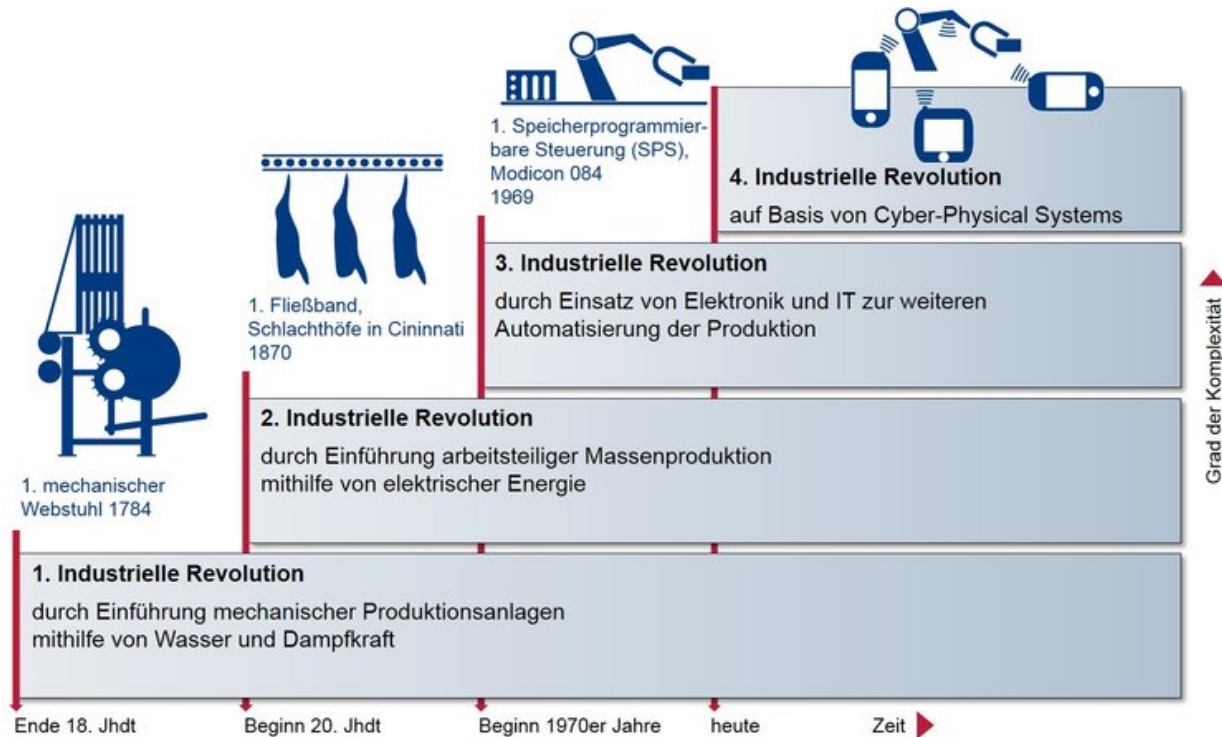 1. Speicherprogrammier-
bare Steuerung (SPS),
Modicon 084
1969
4. Industrielle Revolution
auf Basis von Cyber-Physical Systems
3. Industrielle Revolution
durch Einsatz von Elektronik und IT zur weiteren
Automatisierung der Produktion
1. Fließband,
Schlachthöfe in Cininnati
1870
2. Industrielle Revolution
durch Einführung arbeitsteiliger Massenproduktion
mithilfe von elektrischer Energie
1. mechanischer
Webstuhl 1784
1. Industrielle Revolution
durch Einführung mechanischer Produktionsanlagen
mithilfe von Wasser und Dampfkraft
Grad der Komplexität
Ende 18. Jhdt
Beginn 20. Jhdt
Beginn 1970er Jahre
heute
Zeit